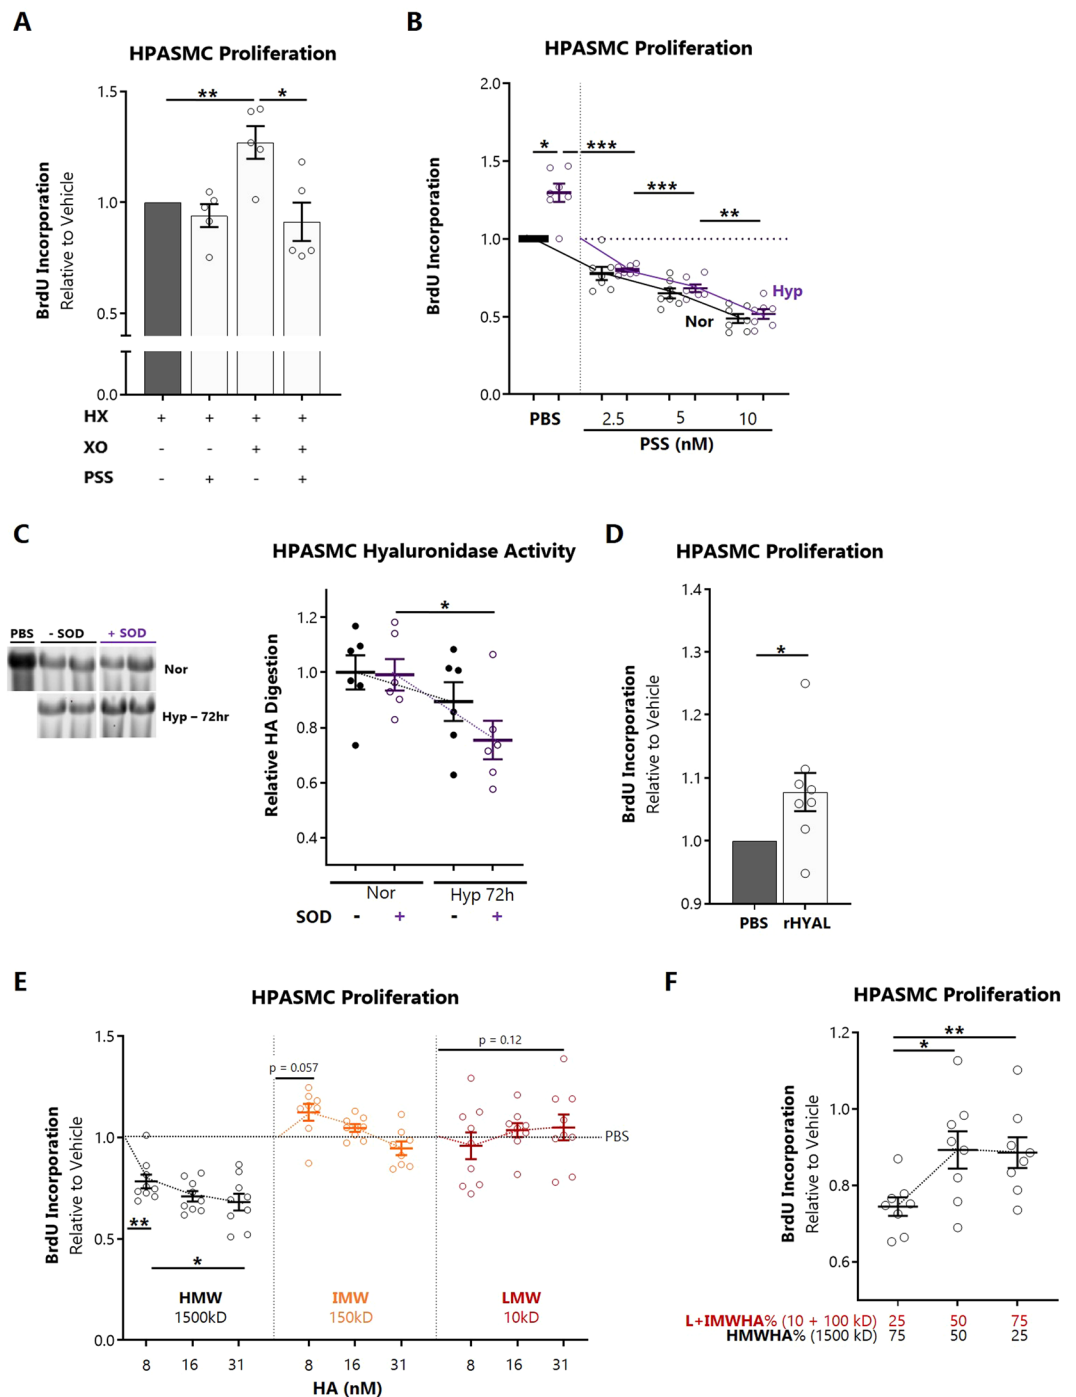 A
HPASMC Proliferation
BrdU Incorporation
Relative to Vehicle
1.5
1.0
0.5
0.0
** *
HX + + + +
XO - - + +
PSS - + - +
B
HPASMC Proliferation
BrdU Incorporation
2.0
1.5
1.0
0.5
0.0
* ***
***
**
Hyp
Nor
PBS 2.5 5 10
PSS (nM)
C
PBS - SOD + SOD
Nor
Hyp – 72hr
HPASMC Hyaluronidase Activity
Relative HA Digestion
1.2
1.0
0.8
0.6
0.4
*
Nor Hyp 72h
SOD - + - +
D
HPASMC Proliferation
BrdU Incorporation
Relative to Vehicle
1.4
1.3
1.2
1.1
1.0
0.9
*
PBS rHYAL
E
HPASMC Proliferation
BrdU Incorporation
Relative to Vehicle
1.5
1.0
0.5
0.0
p = 0.057
p = 0.12
PBS
**
*
HMW IMW LMW
1500kD 150kD 10kD
8 16 31 8 16 31 8 16 31
HA (nM)
F
HPASMC Proliferation
BrdU Incorporation
Relative to Vehicle
1.2
1.0
0.8
0.6
**
*
L+IMWHA% (10 + 100 kD) 25 50 75
HMWHA% (1500 kD) 75 50 25